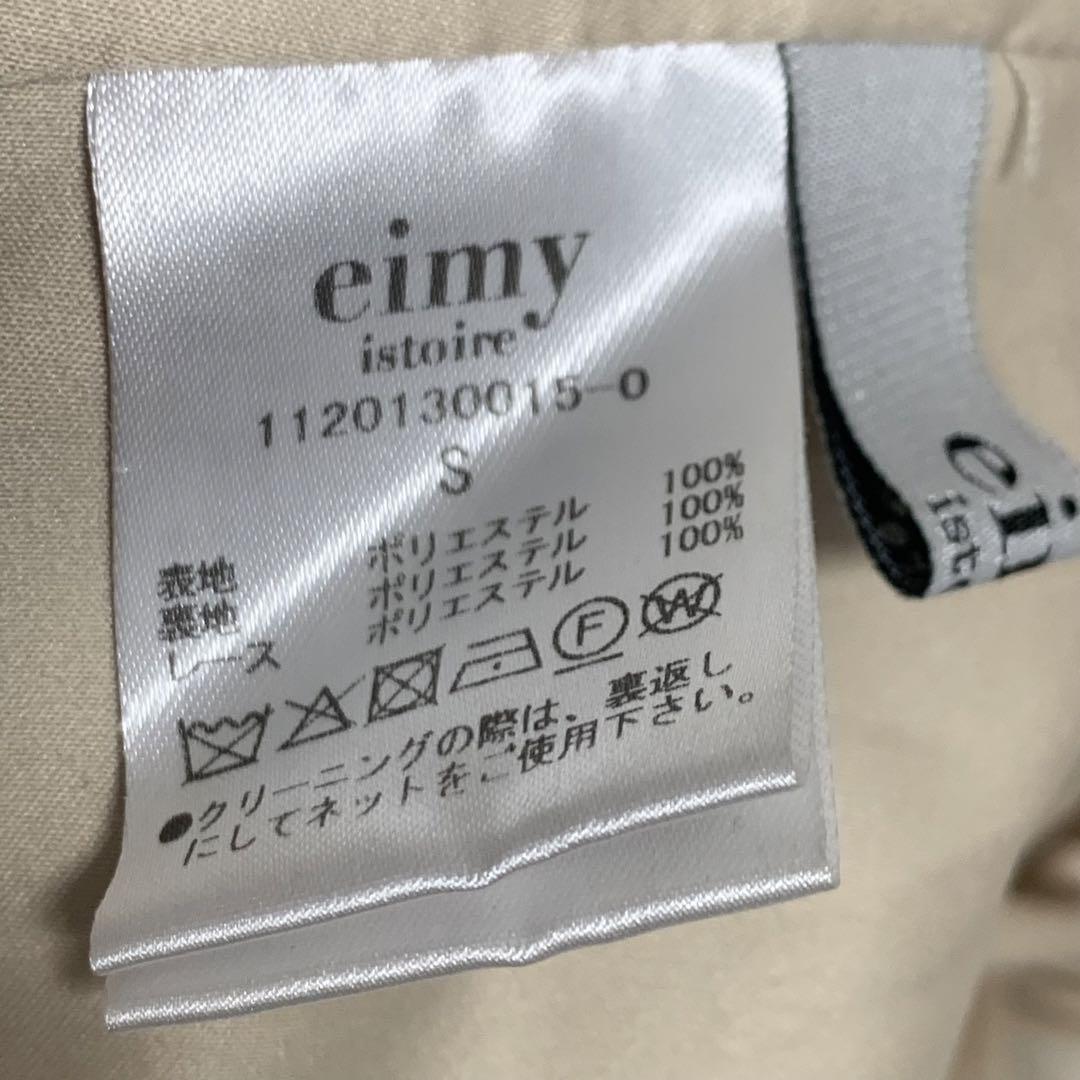 eimy
istoire
1120130015-0
S
表地 ポリエステル 100%
裏地 ポリエステル 100%
レース ポリエステル 100%
F W
●クリーニングの際は、裏返し
にしてネットをご使用下さい。
ei
isto